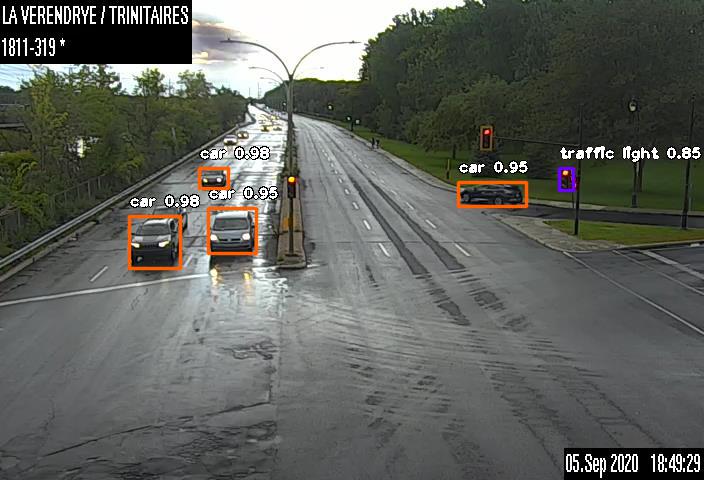 LA VERENDRYE / TRINITAIRES
1811-319 *
car 0.98
car 0.95
traffic light 0.85
car 0.98
car 0.95
05.Sep 2020 18:49:29